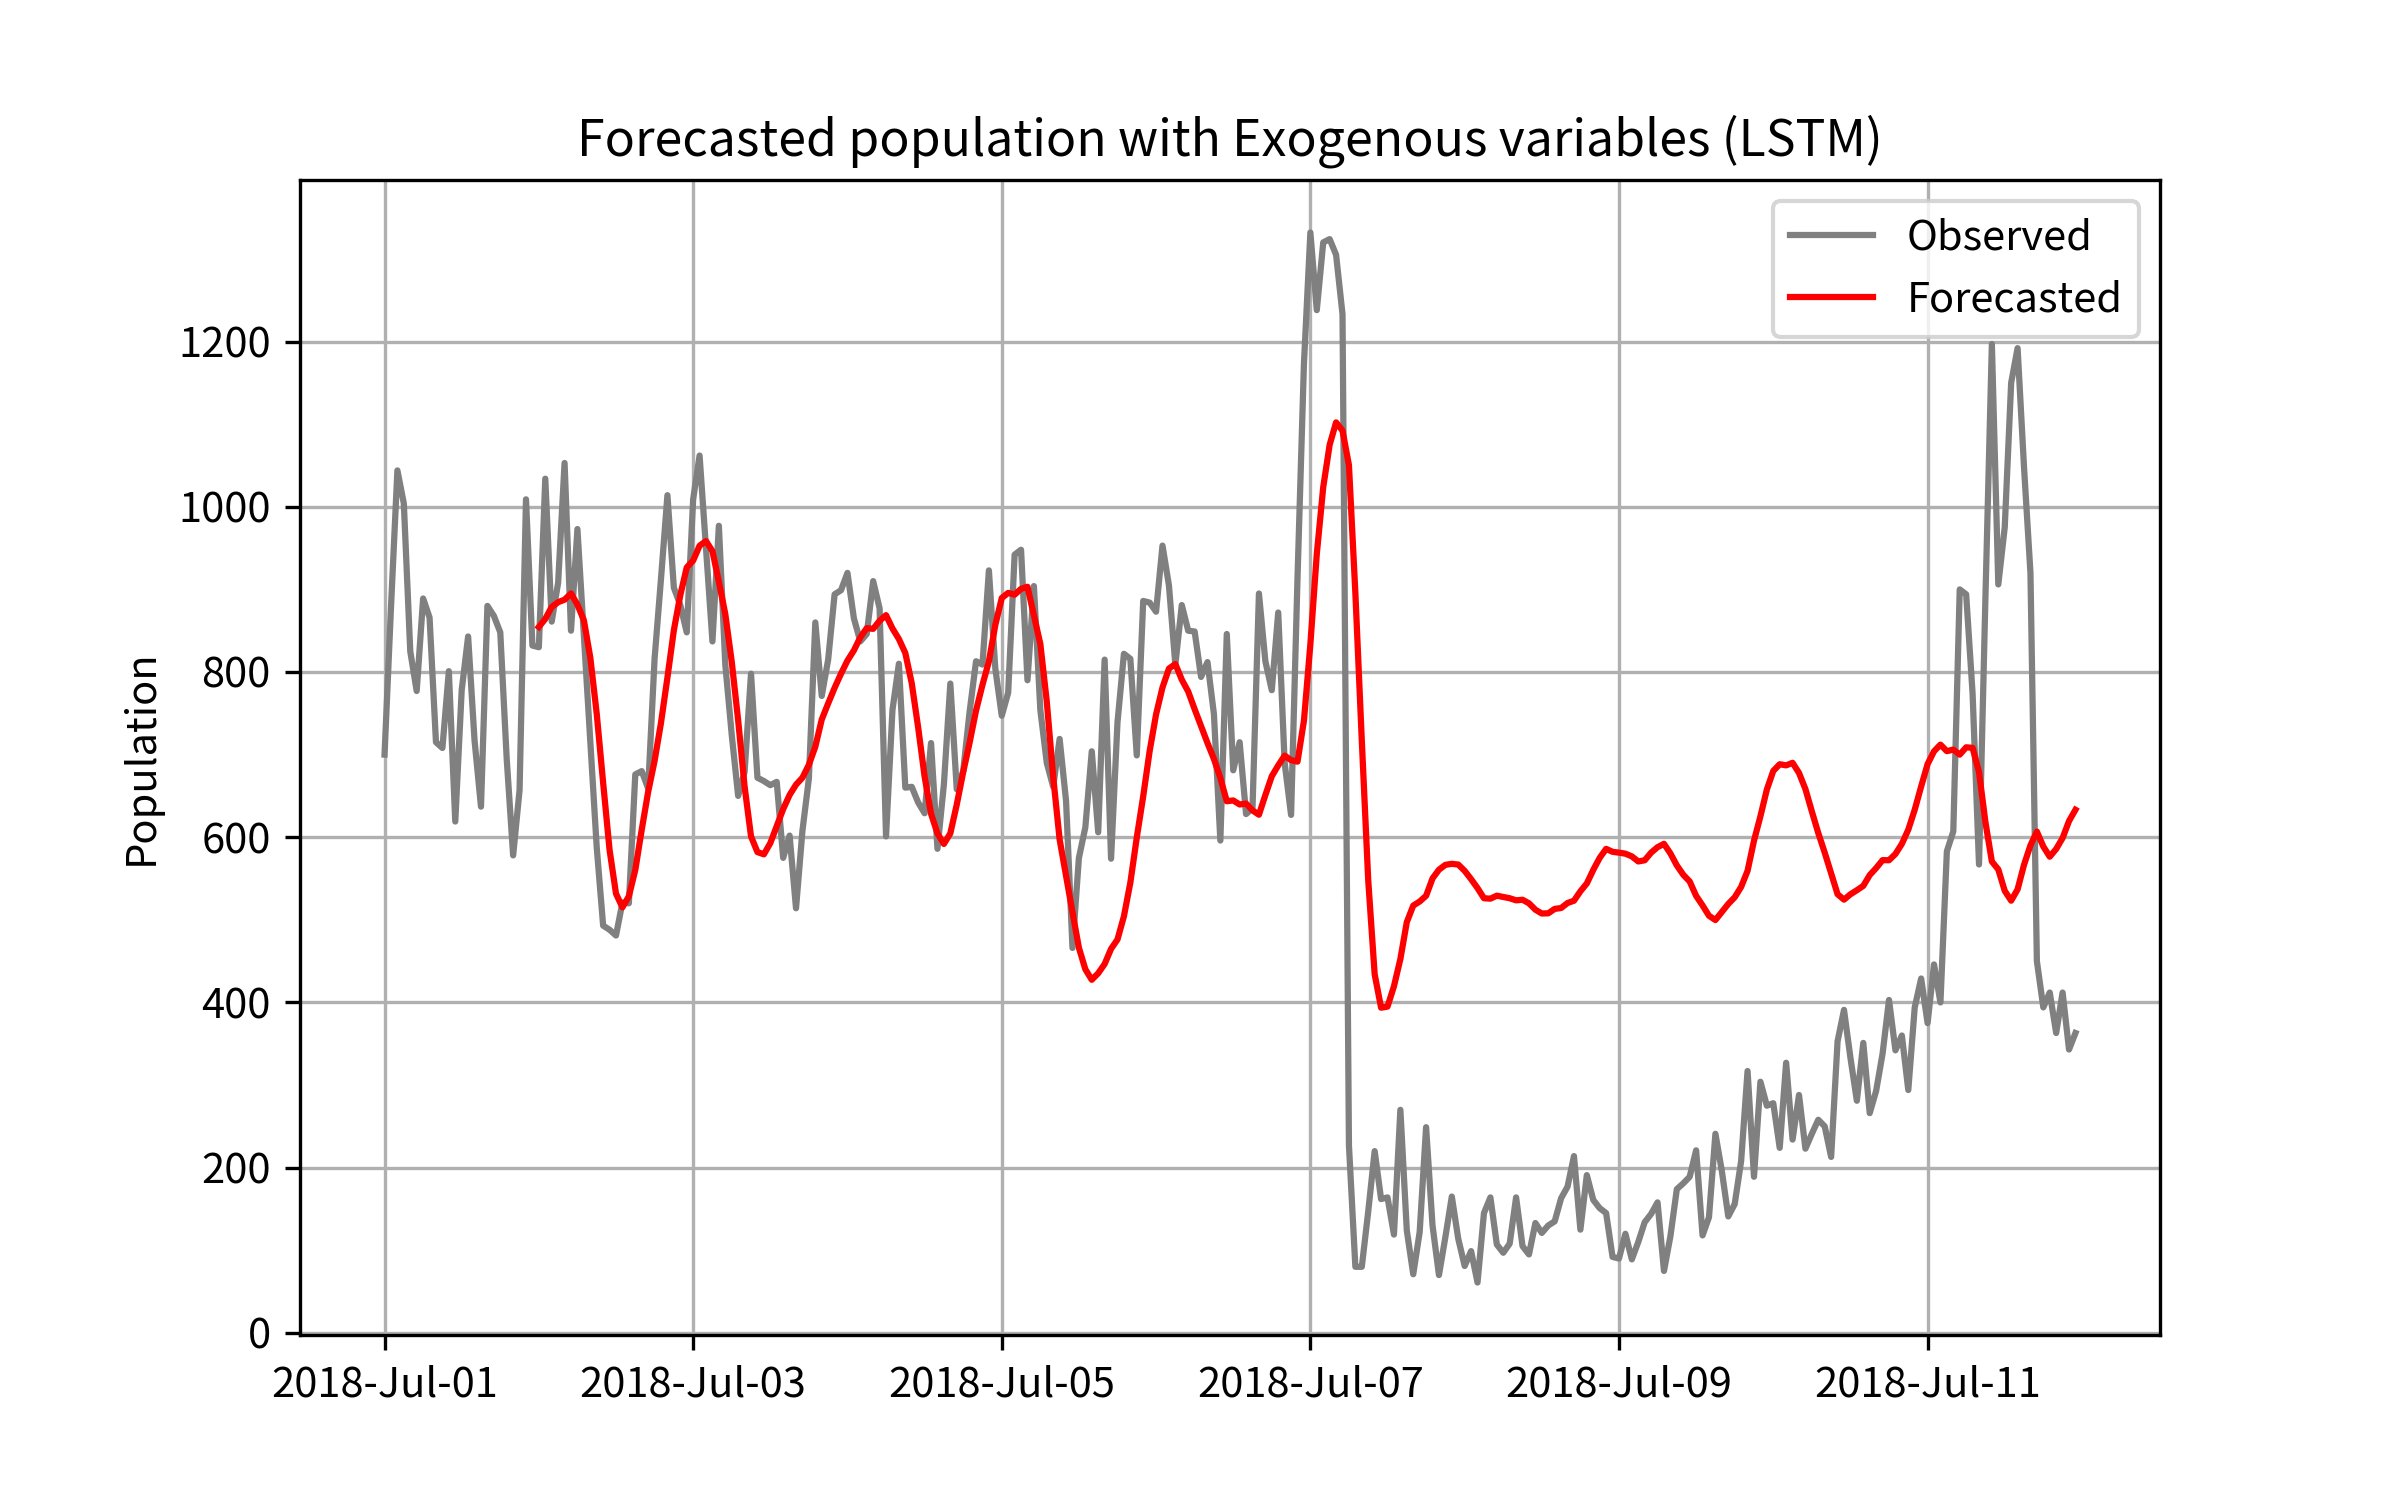 Forecasted population with Exogenous variables (LSTM)
Observed
Forecasted
Population
1200
1000
800
600
400
200
0
2018-Jul-01 2018-Jul-03 2018-Jul-05 2018-Jul-07 2018-Jul-09 2018-Jul-11